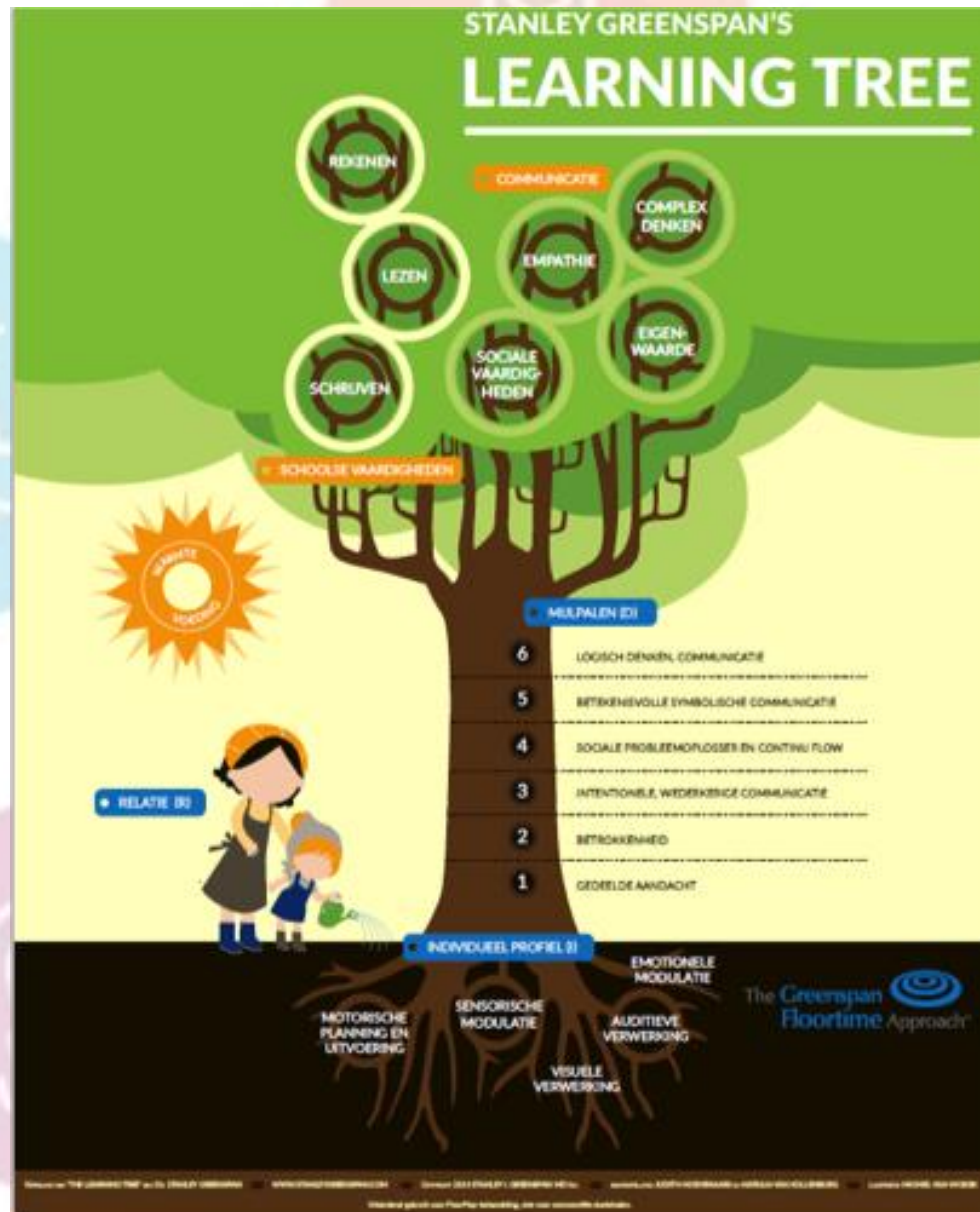 STANLEY GREENSPAN'S
LEARNING TREE
REKENEN
COMMUNICATIE
COMPLEX
DENKEN
EMPATHIE
LEZEN
EIGEN-
WAARDE
SOCIALE
VAARDIG-
HEDEN
SCHRIJVEN
SCHOOLSE VAARDIGHEDEN
WARMTE
VOEDING
MIJLPALEN (D)
6 LOGISCH DENKEN, COMMUNICATIE
5 BETEKENISVOLLE SYMBOLISCHE COMMUNICATIE
4 SOCIALE PROBLEEMOPLOSSER EN CONTINU FLOW
3 INTENTIONELE, WEDERKERIGE COMMUNICATIE
RELATIE (R)
2 BETROKKENHEID
1 GEDEELDE AANDACHT
INDIVIDUEEL PROFIEL (I)
EMOTIONELE
MODULATIE
SENSORISCHE
MODULATIE
MOTORISCHE
PLANNING EN
UITVOERING
AUDITIEVE
VERWERKING
VISUELE
VERWERKING
The Greenspan
Floortime Approach